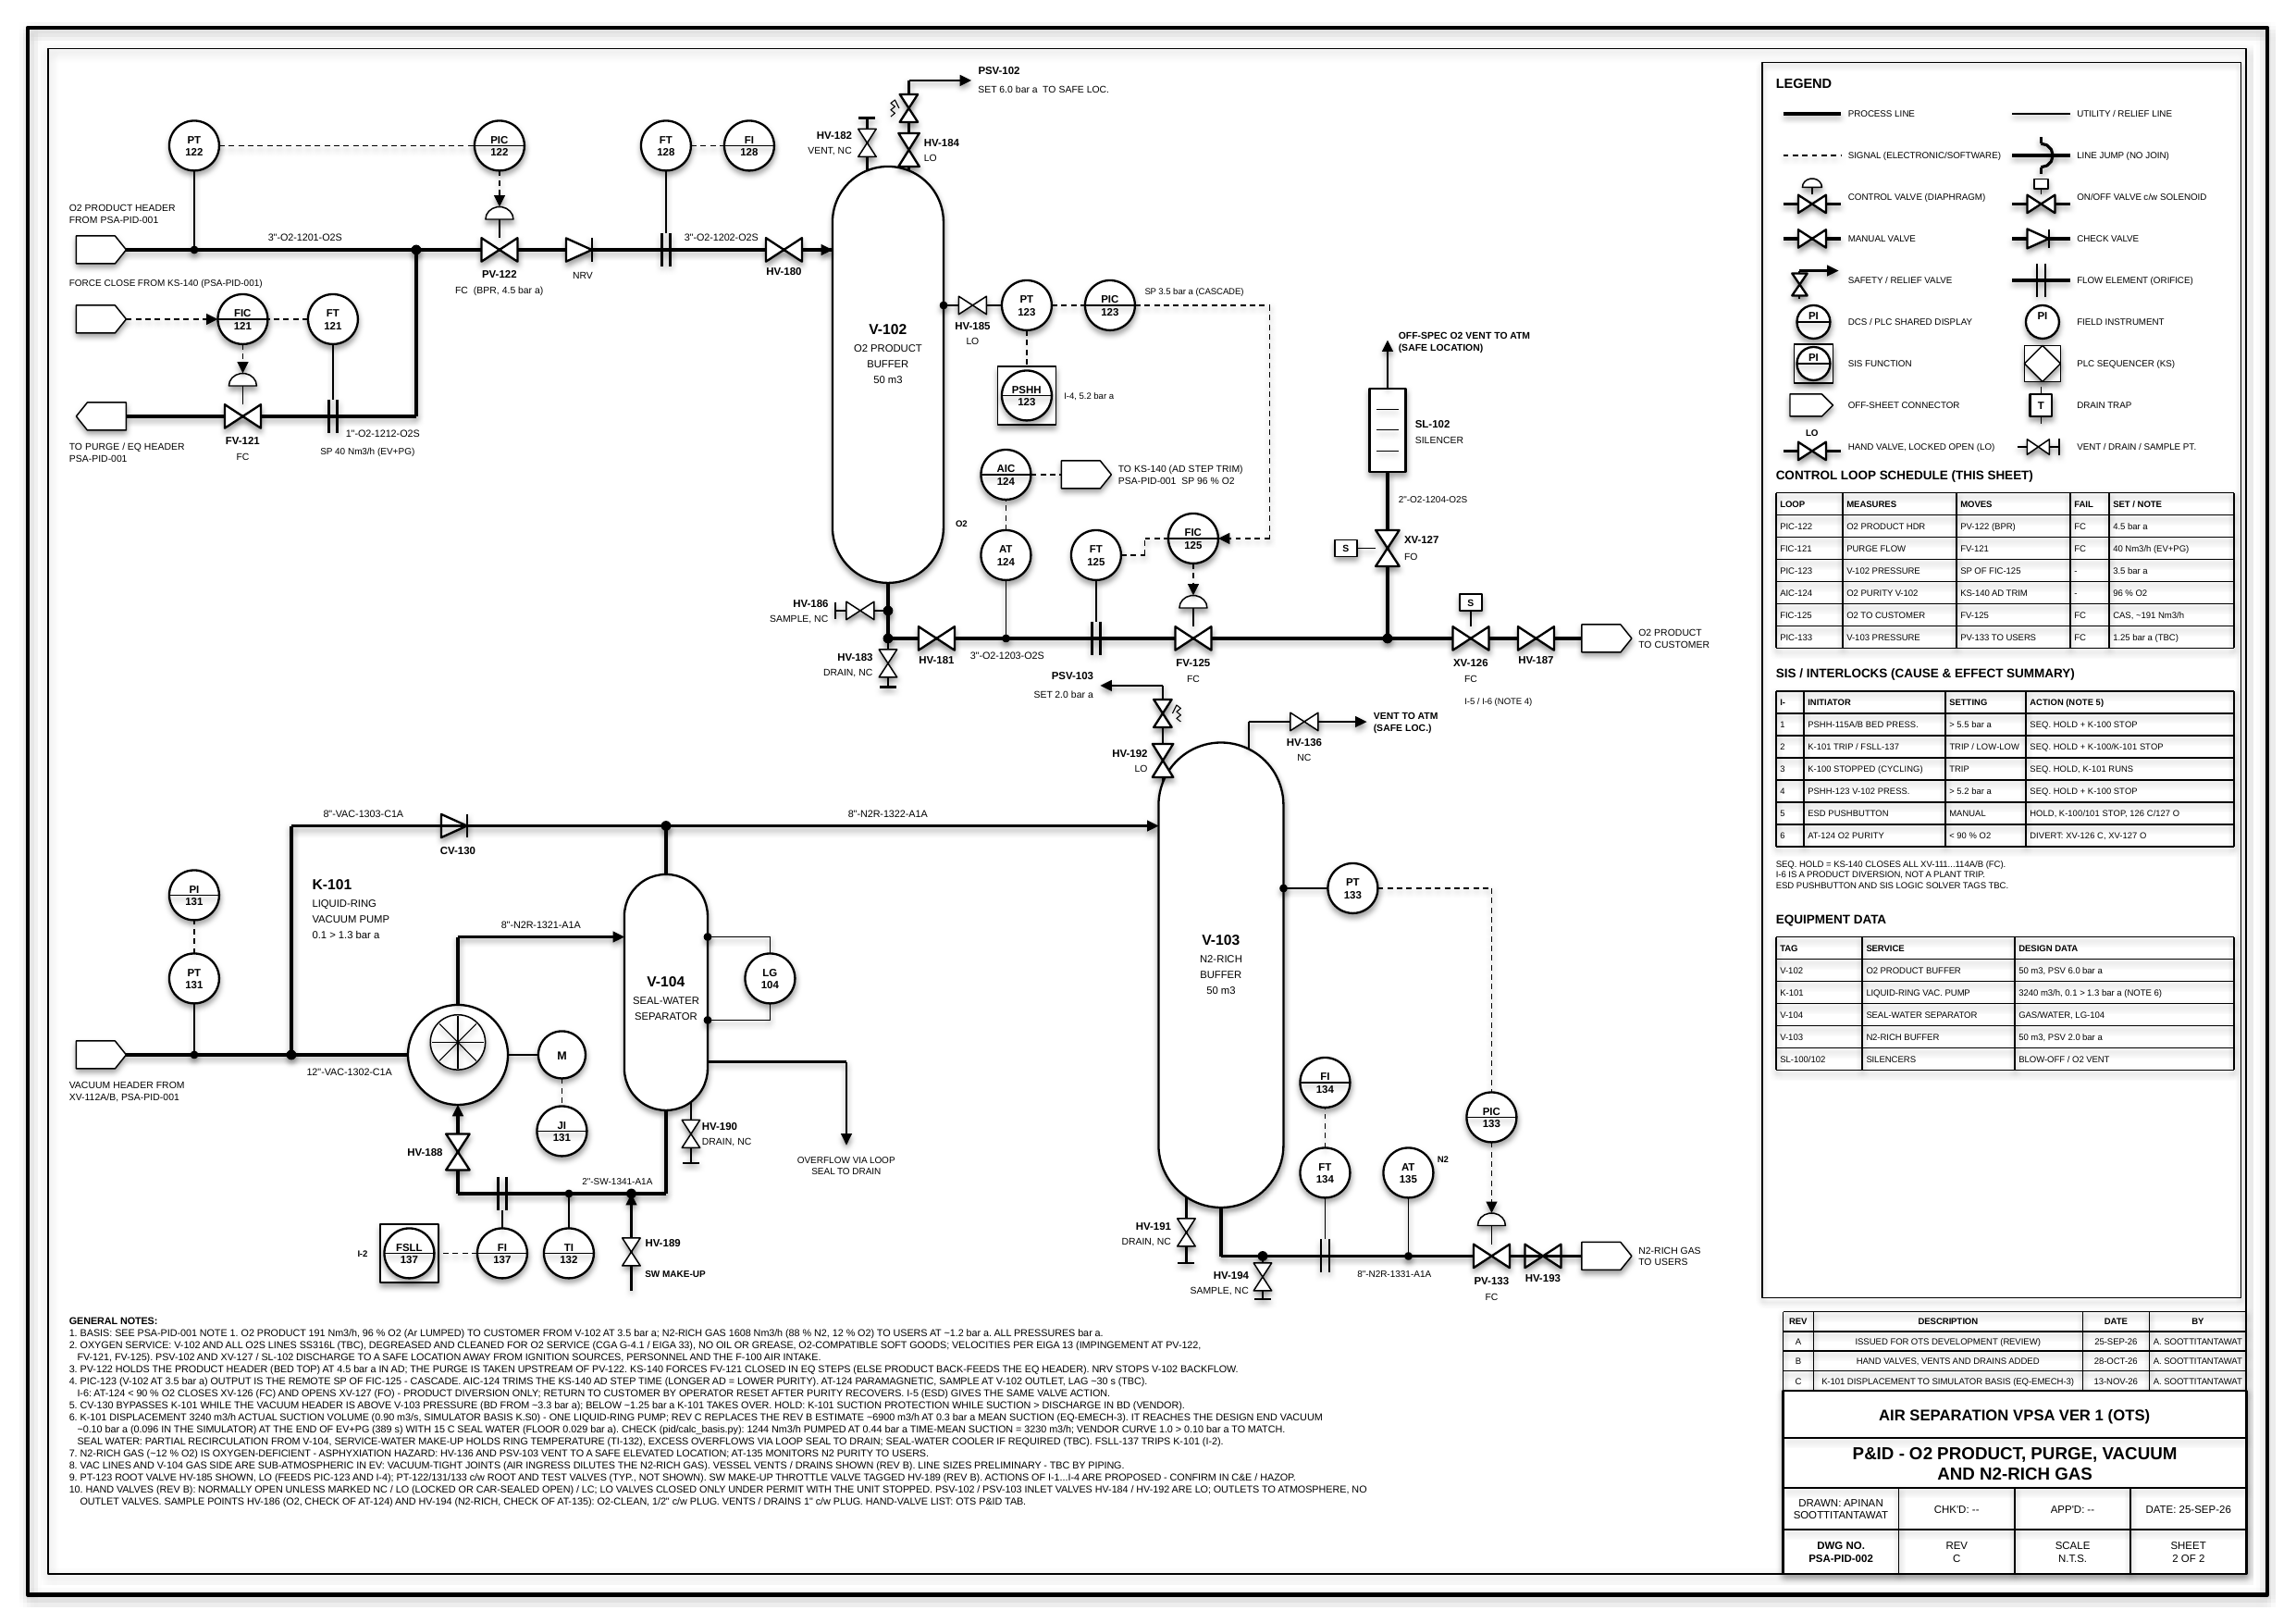 PSV-102
SET 6.0 bar a TO SAFE LOC.
HV-182
VENT, NC
HV-184
LO
PT
122
PIC
122
FT
128
FI
128
O2 PRODUCT HEADER
FROM PSA-PID-001
3"-O2-1201-O2S
3"-O2-1202-O2S
PV-122
FC (BPR, 4.5 bar a)
NRV
HV-180
FORCE CLOSE FROM KS-140 (PSA-PID-001)
FIC
121
FT
121
FV-121
FC
1"-O2-1212-O2S
SP 40 Nm3/h (EV+PG)
TO PURGE / EQ HEADER
PSA-PID-001
V-102
O2 PRODUCT
BUFFER
50 m3
HV-185
LO
PT
123
PIC
123
SP 3.5 bar a (CASCADE)
PSHH
123
I-4, 5.2 bar a
OFF-SPEC O2 VENT TO ATM
(SAFE LOCATION)
SL-102
SILENCER
AIC
124
TO KS-140 (AD STEP TRIM)
PSA-PID-001 SP 96 % O2
2"-O2-1204-O2S
O2
AT
124
FT
125
FIC
125
S
XV-127
FO
HV-186
SAMPLE, NC
HV-183
DRAIN, NC
HV-181
3"-O2-1203-O2S
FV-125
FC
S
XV-126
FC
I-5 / I-6 (NOTE 4)
HV-187
O2 PRODUCT
TO CUSTOMER
PSV-103
SET 2.0 bar a
HV-192
LO
HV-136
NC
VENT TO ATM
(SAFE LOC.)
8"-VAC-1303-C1A
CV-130
8"-N2R-1322-A1A
PI
131
PT
131
K-101
LIQUID-RING
VACUUM PUMP
0.1 > 1.3 bar a
8"-N2R-1321-A1A
V-104
SEAL-WATER
SEPARATOR
LG
104
M
JI
131
12"-VAC-1302-C1A
VACUUM HEADER FROM
XV-112A/B, PSA-PID-001
HV-188
HV-190
DRAIN, NC
OVERFLOW VIA LOOP
SEAL TO DRAIN
2"-SW-1341-A1A
I-2
FSLL
137
FI
137
TI
132
HV-189
SW MAKE-UP
V-103
N2-RICH
BUFFER
50 m3
PT
133
FI
134
PIC
133
FT
134
AT
135
N2
HV-191
DRAIN, NC
HV-194
SAMPLE, NC
8"-N2R-1331-A1A
PV-133
FC
HV-193
N2-RICH GAS
TO USERS
GENERAL NOTES:
1. BASIS: SEE PSA-PID-001 NOTE 1. O2 PRODUCT 191 Nm3/h, 96 % O2 (Ar LUMPED) TO CUSTOMER FROM V-102 AT 3.5 bar a; N2-RICH GAS 1608 Nm3/h (88 % N2, 12 % O2) TO USERS AT ~1.2 bar a. ALL PRESSURES bar a.
2. OXYGEN SERVICE: V-102 and ALL O2S LINES SS316L (TBC), DEGREASED AND CLEANED FOR O2 SERVICE (CGA G-4.1 / EIGA 33), NO OIL OR GREASE, O2-COMPATIBLE SOFT GOODS; VELOCITIES PER EIGA 13 (IMPINGEMENT AT PV-122,
FV-121, FV-125). PSV-102 AND XV-127 / SL-102 DISCHARGE TO A SAFE LOCATION AWAY FROM IGNITION SOURCES, PERSONNEL AND THE F-100 AIR INTAKE.
3. PV-122 HOLDS THE PRODUCT HEADER (BED TOP) AT 4.5 bar a IN AD; THE PURGE IS TAKEN UPSTREAM OF PV-122. KS-140 FORCES FV-121 CLOSED IN EQ STEPS (ELSE PRODUCT BACK-FEEDS THE EQ HEADER). NRV STOPS V-102 BACKFLOW.
4. PIC-123 (V-102 AT 3.5 bar a) OUTPUT IS THE REMOTE SP OF FIC-125 - CASCADE. AIC-124 TRIMS THE KS-140 AD STEP TIME (LONGER AD = LOWER PURITY). AT-124 PARAMAGNETIC, SAMPLE AT V-102 OUTLET, LAG ~30 s (TBC).
I-6: AT-124 < 90 % O2 CLOSES XV-126 (FC) AND OPENS XV-127 (FO) - PRODUCT DIVERSION ONLY; RETURN TO CUSTOMER BY OPERATOR RESET AFTER PURITY RECOVERS. I-5 (ESD) GIVES THE SAME VALVE ACTION.
5. CV-130 BYPASSES K-101 WHILE THE VACUUM HEADER IS ABOVE V-103 PRESSURE (BD FROM ~3.3 bar a); BELOW ~1.25 bar a K-101 TAKES OVER. HOLD: K-101 SUCTION PROTECTION WHILE SUCTION > DISCHARGE IN BD (VENDOR).
6. K-101 DISPLACEMENT 3240 m3/h ACTUAL SUCTION VOLUME (0.90 m3/s, SIMULATOR BASIS K.S0) - ONE LIQUID-RING PUMP; REV C REPLACES THE REV B ESTIMATE ~6900 m3/h AT 0.3 bar a MEAN SUCTION (EQ-EMECH-3). IT REACHES THE DESIGN END VACUUM
~0.10 bar a (0.096 IN THE SIMULATOR) AT THE END OF EV+PG (389 s) WITH 15 C SEAL WATER (FLOOR 0.029 bar a). CHECK (pid/calc_basis.py): 1244 Nm3/h PUMPED AT 0.44 bar a TIME-MEAN SUCTION = 3230 m3/h; VENDOR CURVE 1.0 > 0.10 bar a TO MATCH.
SEAL WATER: PARTIAL RECIRCULATION FROM V-104, SERVICE-WATER MAKE-UP HOLDS RING TEMPERATURE (TI-132), EXCESS OVERFLOWS VIA LOOP SEAL TO DRAIN; SEAL-WATER COOLER IF REQUIRED (TBC). FSLL-137 TRIPS K-101 (I-2).
7. N2-RICH GAS (~12 % O2) IS OXYGEN-DEFICIENT - ASPHYXIATION HAZARD: HV-136 AND PSV-103 VENT TO A SAFE ELEVATED LOCATION; AT-135 MONITORS N2 PURITY TO USERS.
8. VAC LINES AND V-104 GAS SIDE ARE SUB-ATMOSPHERIC IN EV: VACUUM-TIGHT JOINTS (AIR INGRESS DILUTES THE N2-RICH GAS). VESSEL VENTS / DRAINS SHOWN (REV B). LINE SIZES PRELIMINARY - TBC BY PIPING.
9. PT-123 ROOT VALVE HV-185 SHOWN, LO (FEEDS PIC-123 AND I-4); PT-122/131/133 c/w ROOT AND TEST VALVES (TYP., NOT SHOWN). SW MAKE-UP THROTTLE VALVE TAGGED HV-189 (REV B). ACTIONS OF I-1...I-4 ARE PROPOSED - CONFIRM IN C&E / HAZOP.
10. HAND VALVES (REV B): NORMALLY OPEN UNLESS MARKED NC / LO (LOCKED OR CAR-SEALED OPEN) / LC; LO VALVES CLOSED ONLY UNDER PERMIT WITH THE UNIT STOPPED. PSV-102 / PSV-103 INLET VALVES HV-184 / HV-192 ARE LO; OUTLETS TO ATMOSPHERE, NO
OUTLET VALVES. SAMPLE POINTS HV-186 (O2, CHECK OF AT-124) AND HV-194 (N2-RICH, CHECK OF AT-135): O2-CLEAN, 1/2" c/w PLUG. VENTS / DRAINS 1" c/w PLUG. HAND-VALVE LIST: OTS P&ID TAB.
LEGEND
PROCESS LINE
UTILITY / RELIEF LINE
SIGNAL (ELECTRONIC/SOFTWARE)
LINE JUMP (NO JOIN)
CONTROL VALVE (DIAPHRAGM)
ON/OFF VALVE c/w SOLENOID
MANUAL VALVE
CHECK VALVE
SAFETY / RELIEF VALVE
FLOW ELEMENT (ORIFICE)
PI
DCS / PLC SHARED DISPLAY
PI
FIELD INSTRUMENT
PI
SIS FUNCTION
PLC SEQUENCER (KS)
OFF-SHEET CONNECTOR
T
DRAIN TRAP
LO
HAND VALVE, LOCKED OPEN (LO)
VENT / DRAIN / SAMPLE PT.
CONTROL LOOP SCHEDULE (THIS SHEET)
LOOP MEASURES MOVES FAIL SET / NOTE
PIC-122 O2 PRODUCT HDR PV-122 (BPR) FC 4.5 bar a
FIC-121 PURGE FLOW FV-121 FC 40 Nm3/h (EV+PG)
PIC-123 V-102 PRESSURE SP OF FIC-125 - 3.5 bar a
AIC-124 O2 PURITY V-102 KS-140 AD TRIM - 96 % O2
FIC-125 O2 TO CUSTOMER FV-125 FC CAS, ~191 Nm3/h
PIC-133 V-103 PRESSURE PV-133 TO USERS FC 1.25 bar a (TBC)
SIS / INTERLOCKS (CAUSE & EFFECT SUMMARY)
I- INITIATOR SETTING ACTION (NOTE 5)
1 PSHH-115A/B BED PRESS. > 5.5 bar a SEQ. HOLD + K-100 STOP
2 K-101 TRIP / FSLL-137 TRIP / LOW-LOW SEQ. HOLD + K-100/K-101 STOP
3 K-100 STOPPED (CYCLING) TRIP SEQ. HOLD, K-101 RUNS
4 PSHH-123 V-102 PRESS. > 5.2 bar a SEQ. HOLD + K-100 STOP
5 ESD PUSHBUTTON MANUAL HOLD, K-100/101 STOP, 126 C/127 O
6 AT-124 O2 PURITY < 90 % O2 DIVERT: XV-126 C, XV-127 O
SEQ. HOLD = KS-140 CLOSES ALL XV-111...114A/B (FC).
I-6 IS A PRODUCT DIVERSION, NOT A PLANT TRIP.
ESD PUSHBUTTON AND SIS LOGIC SOLVER TAGS TBC.
EQUIPMENT DATA
TAG SERVICE DESIGN DATA
V-102 O2 PRODUCT BUFFER 50 m3, PSV 6.0 bar a
K-101 LIQUID-RING VAC. PUMP 3240 m3/h, 0.1 > 1.3 bar a (NOTE 6)
V-104 SEAL-WATER SEPARATOR GAS/WATER, LG-104
V-103 N2-RICH BUFFER 50 m3, PSV 2.0 bar a
SL-100/102 SILENCERS BLOW-OFF / O2 VENT
REV DESCRIPTION DATE BY
A ISSUED FOR OTS DEVELOPMENT (REVIEW) 25-SEP-26 A. SOOTTITANTAWAT
B HAND VALVES, VENTS AND DRAINS ADDED 28-OCT-26 A. SOOTTITANTAWAT
C K-101 DISPLACEMENT TO SIMULATOR BASIS (EQ-EMECH-3) 13-NOV-26 A. SOOTTITANTAWAT
AIR SEPARATION VPSA VER 1 (OTS)
P&ID - O2 PRODUCT, PURGE, VACUUM
AND N2-RICH GAS
DRAWN: APINAN
SOOTTITANTAWAT
CHK'D: --
APP'D: --
DATE: 25-SEP-26
DWG NO.
PSA-PID-002
REV
C
SCALE
N.T.S.
SHEET
2 OF 2